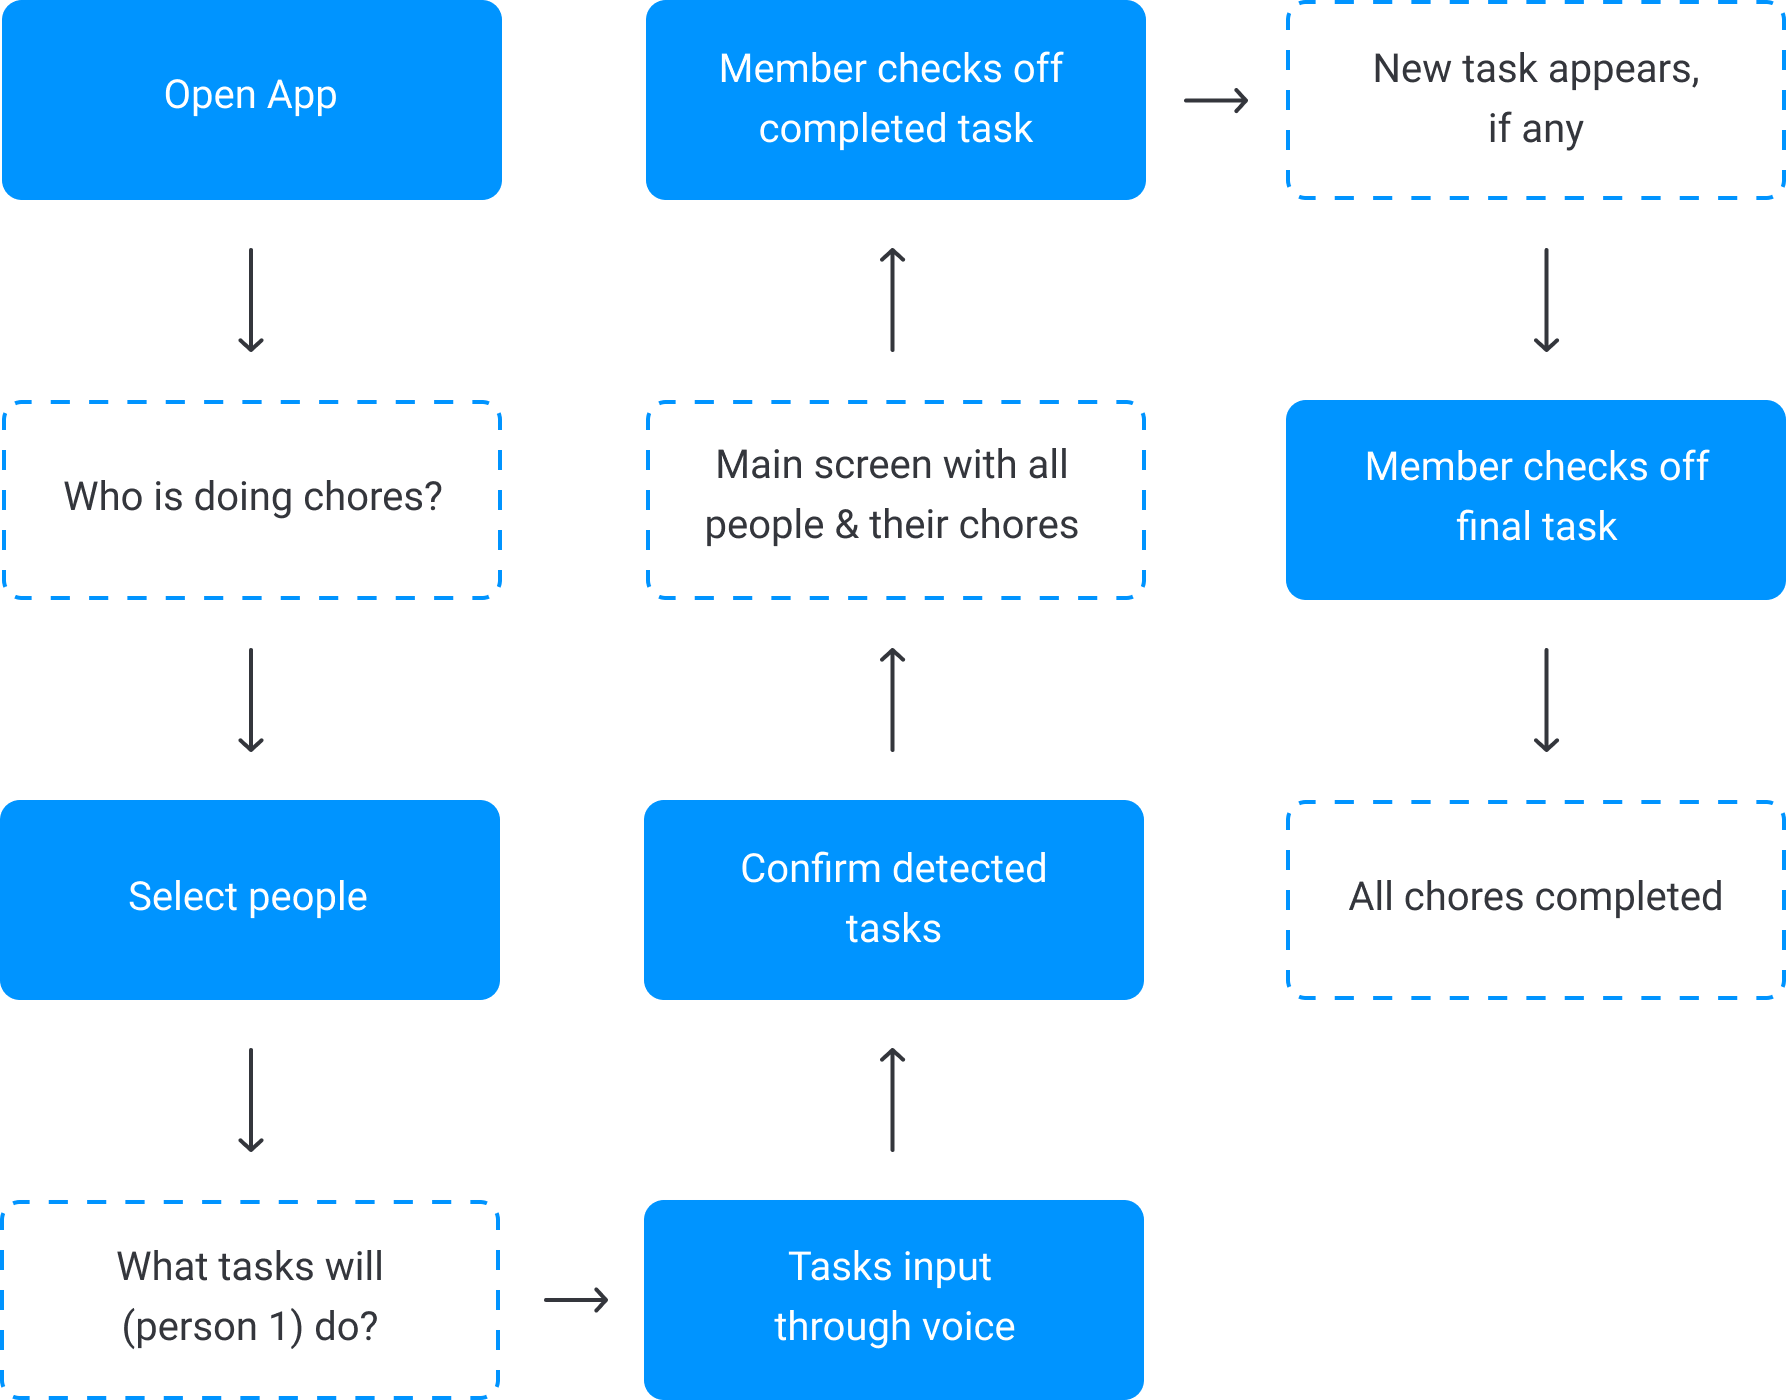 Open App
Who is doing chores?
Select people
What tasks will
(person 1) do?
Tasks input
through voice
Confirm detected
tasks
Main screen with all
people & their chores
Member checks off
completed task
New task appears,
if any
Member checks off
final task
All chores completed